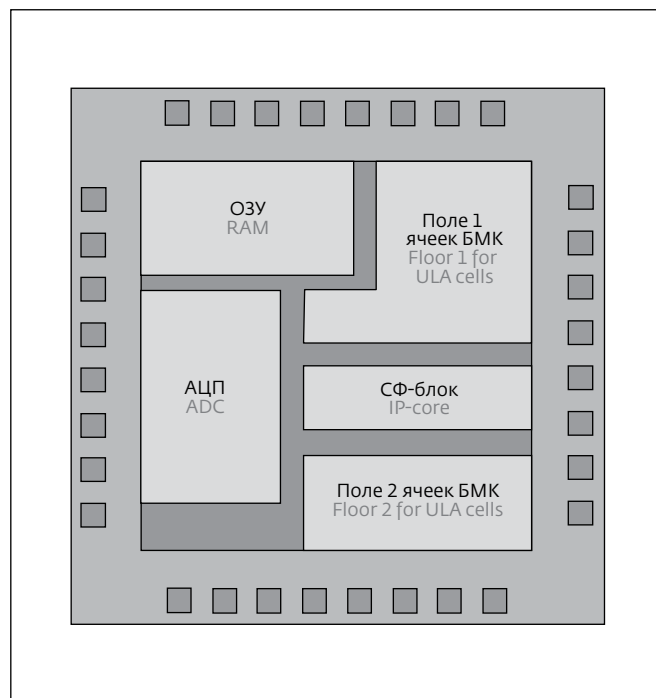 ОЗУ
RAM
Поле 1
ячеек БМК
Floor 1 for
ULA cells
АЦП
ADC
СФ-блок
IP-core
Поле 2 ячеек БМК
Floor 2 for ULA cells